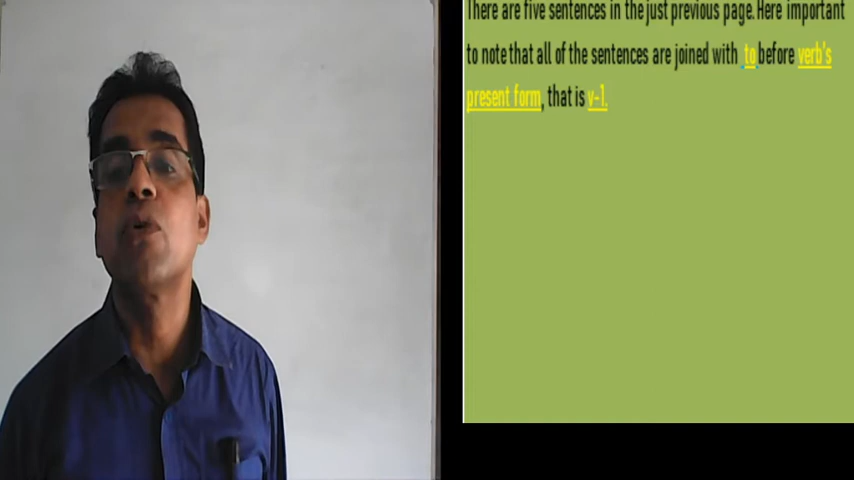 There are five sentences in the just previous page. Here important
to note that all of the sentences are joined with to before verb's
present form, that is v-1.